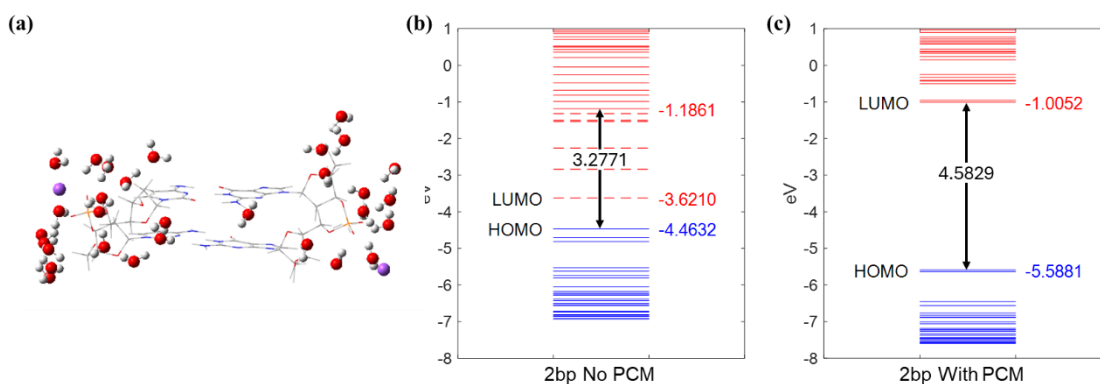 (a)
(b)
1
0
-1
-2
-3
-4
-5
-6
-7
-8
eV
-1.1861
3.2771
LUMO
-3.6210
HOMO
-4.4632
2bp No PCM
(c)
1
0
-1
-2
-3
-4
-5
-6
-7
-8
eV
LUMO
-1.0052
4.5829
HOMO
-5.5881
2bp With PCM